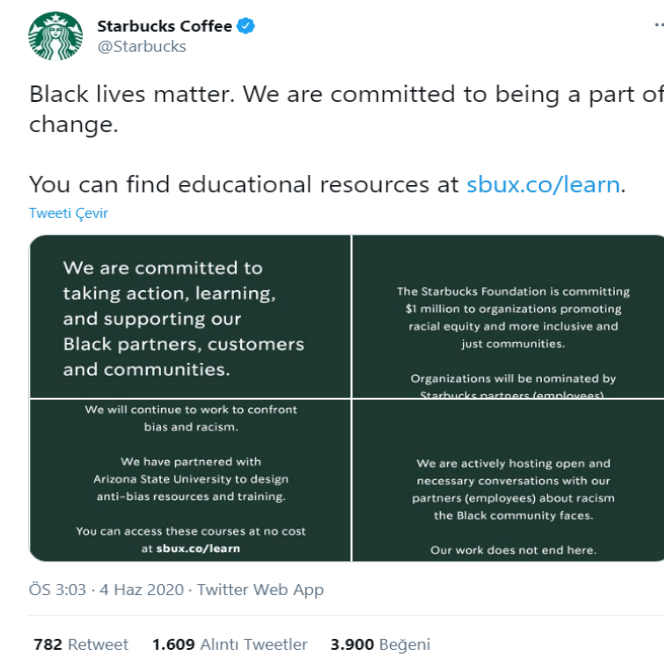 Starbucks Coffee
@Starbucks
Black lives matter. We are committed to being a part of
change.
You can find educational resources at sbux.co/learn.
Tweeti Çevir
We are committed to
taking action, learning,
and supporting our
Black partners, customers
and communities.
The Starbucks Foundation is committing
$1 million to organizations promoting
racial equity and more inclusive and
just communities.
Organizations will be nominated by
Starbucks partners (employees)
We will continue to work to confront
bias and racism.
We have partnered with
Arizona State University to design
anti-bias resources and training.
You can access these courses at no cost
at sbux.co/learn
We are actively hosting open and
necessary conversations with our
partners (employees) about racism
the Black community faces.
Our work does not end here.
ÖS 3:03 · 4 Haz 2020 · Twitter Web App
782 Retweet 1.609 Alıntı Tweetler 3.900 Beğeni